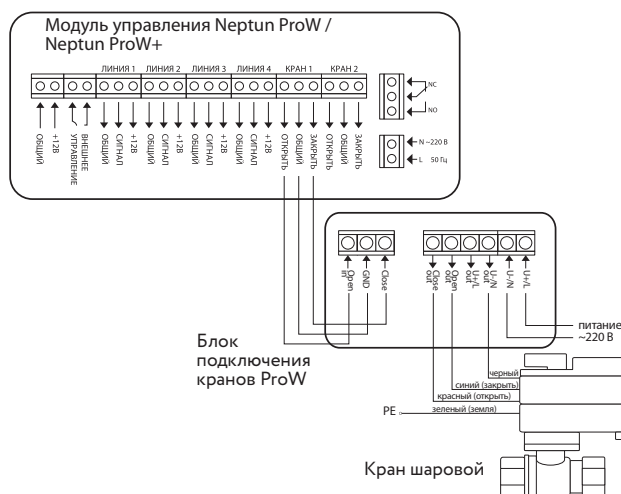 Модуль управления Neptun ProW /
Neptun ProW+
ЛИНИЯ 1 ЛИНИЯ 2 ЛИНИЯ 3 ЛИНИЯ 4 КРАН 1 КРАН 2
ОБЩИЙ
+12В
ВНЕШНЕЕ
УПРАВЛЕНИЕ
ОБЩИЙ
СИГНАЛ
+12В
ОБЩИЙ
СИГНАЛ
+12В
ОБЩИЙ
СИГНАЛ
+12В
ОБЩИЙ
СИГНАЛ
+12В
ОТКРЫТЬ
ОБЩИЙ
ЗАКРЫТЬ
ОТКРЫТЬ
ОБЩИЙ
ЗАКРЫТЬ
NC
NO
N ~220 В
L 50 Гц
Open
in
GND
Close
Close
out
Open
out
U+/L
out
U-/N
out
U-/N
U+/L
питание
~220 В
Блок
подключения
кранов ProW
черный
синий (закрыть)
красный (открыть)
PE
зеленый (земля)
Кран шаровой